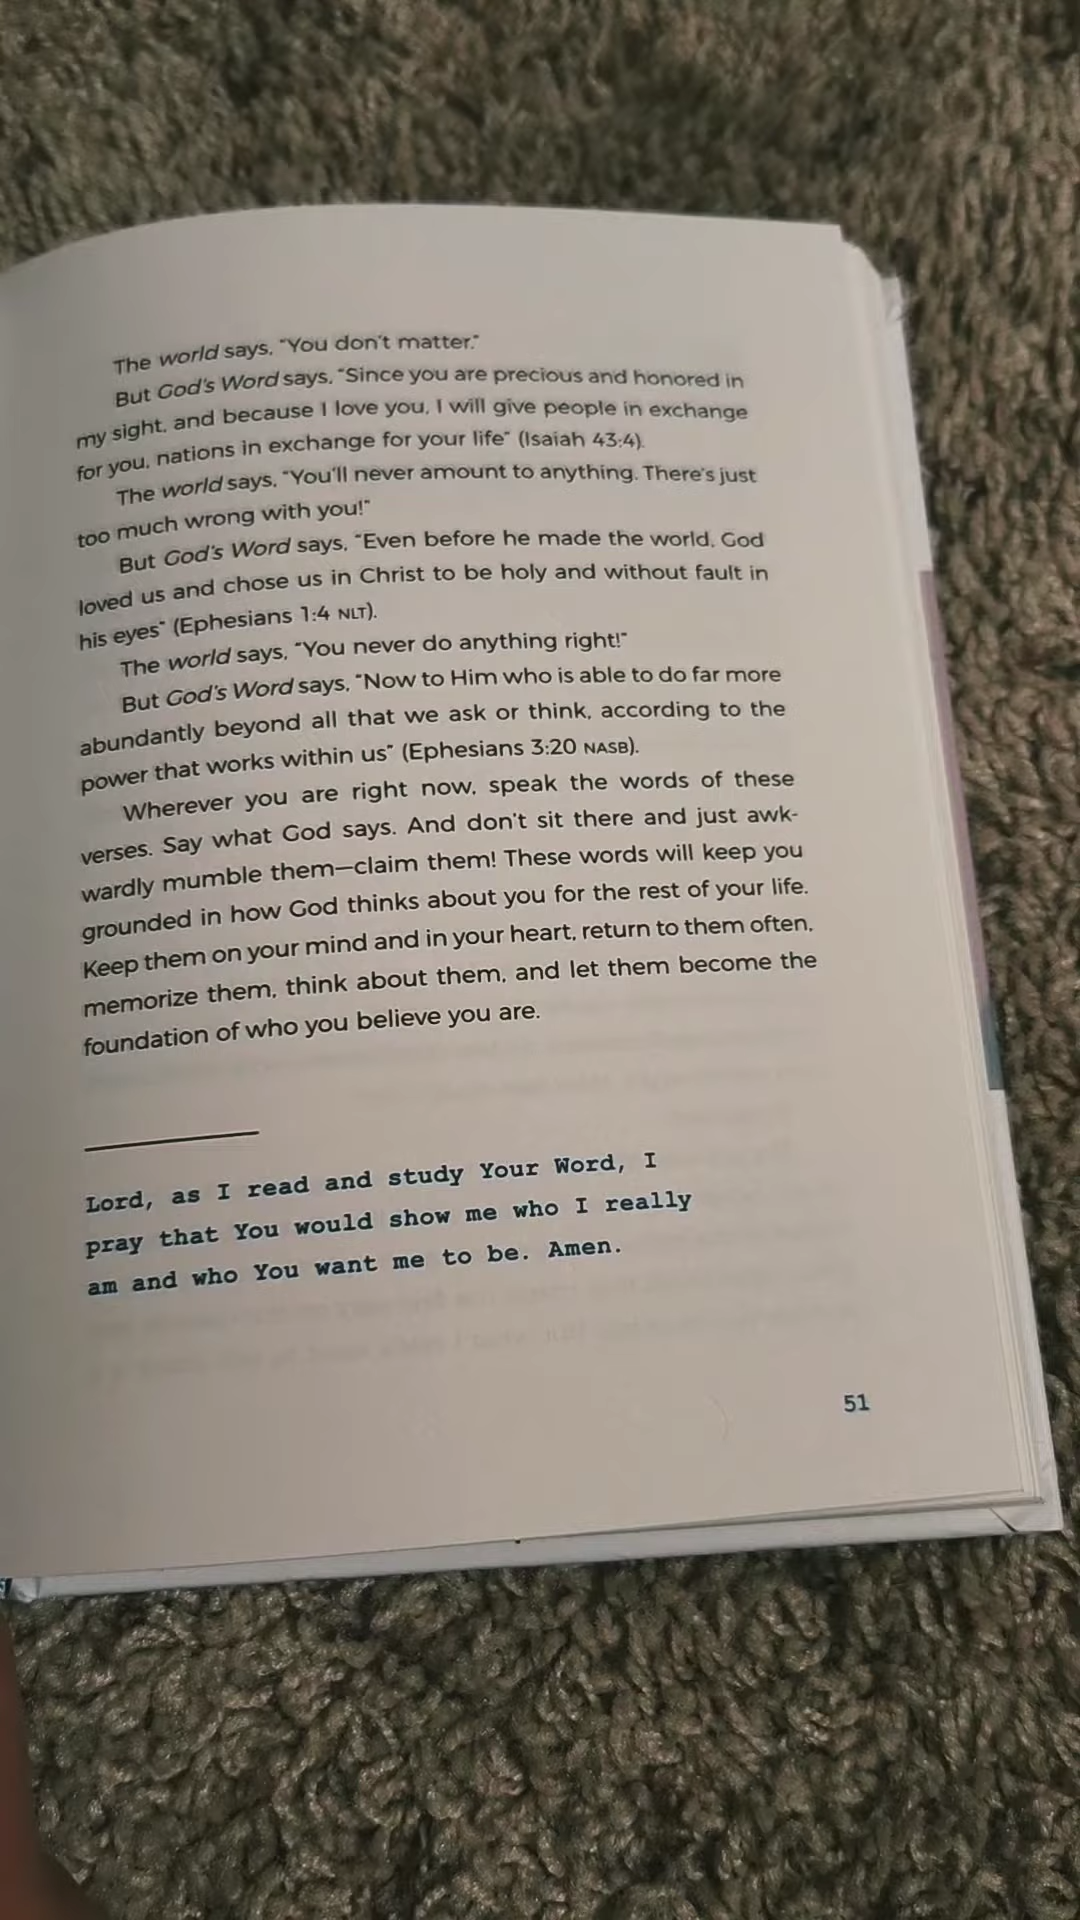 The world says, "You don't matter."
But God's Word says, "Since you are precious and honored in
my sight, and because I love you, I will give people in exchange
for you, nations in exchange for your life" (Isaiah 43:4).
The world says, "You'll never amount to anything. There's just
too much wrong with you!"
But God's Word says, "Even before he made the world, God
loved us and chose us in Christ to be holy and without fault in
his eyes" (Ephesians 1:4 NLT).
The world says, "You never do anything right!"
But God's Word says, "Now to Him who is able to do far more
abundantly beyond all that we ask or think, according to the
power that works within us" (Ephesians 3:20 NASB).
Wherever you are right now, speak the words of these
verses. Say what God says. And don't sit there and just awk-
wardly mumble them—claim them! These words will keep you
grounded in how God thinks about you for the rest of your life.
Keep them on your mind and in your heart, return to them often,
memorize them, think about them, and let them become the
foundation of who you believe you are.
Lord, as I read and study Your Word, I
pray that You would show me who I really
am and who You want me to be. Amen.
51